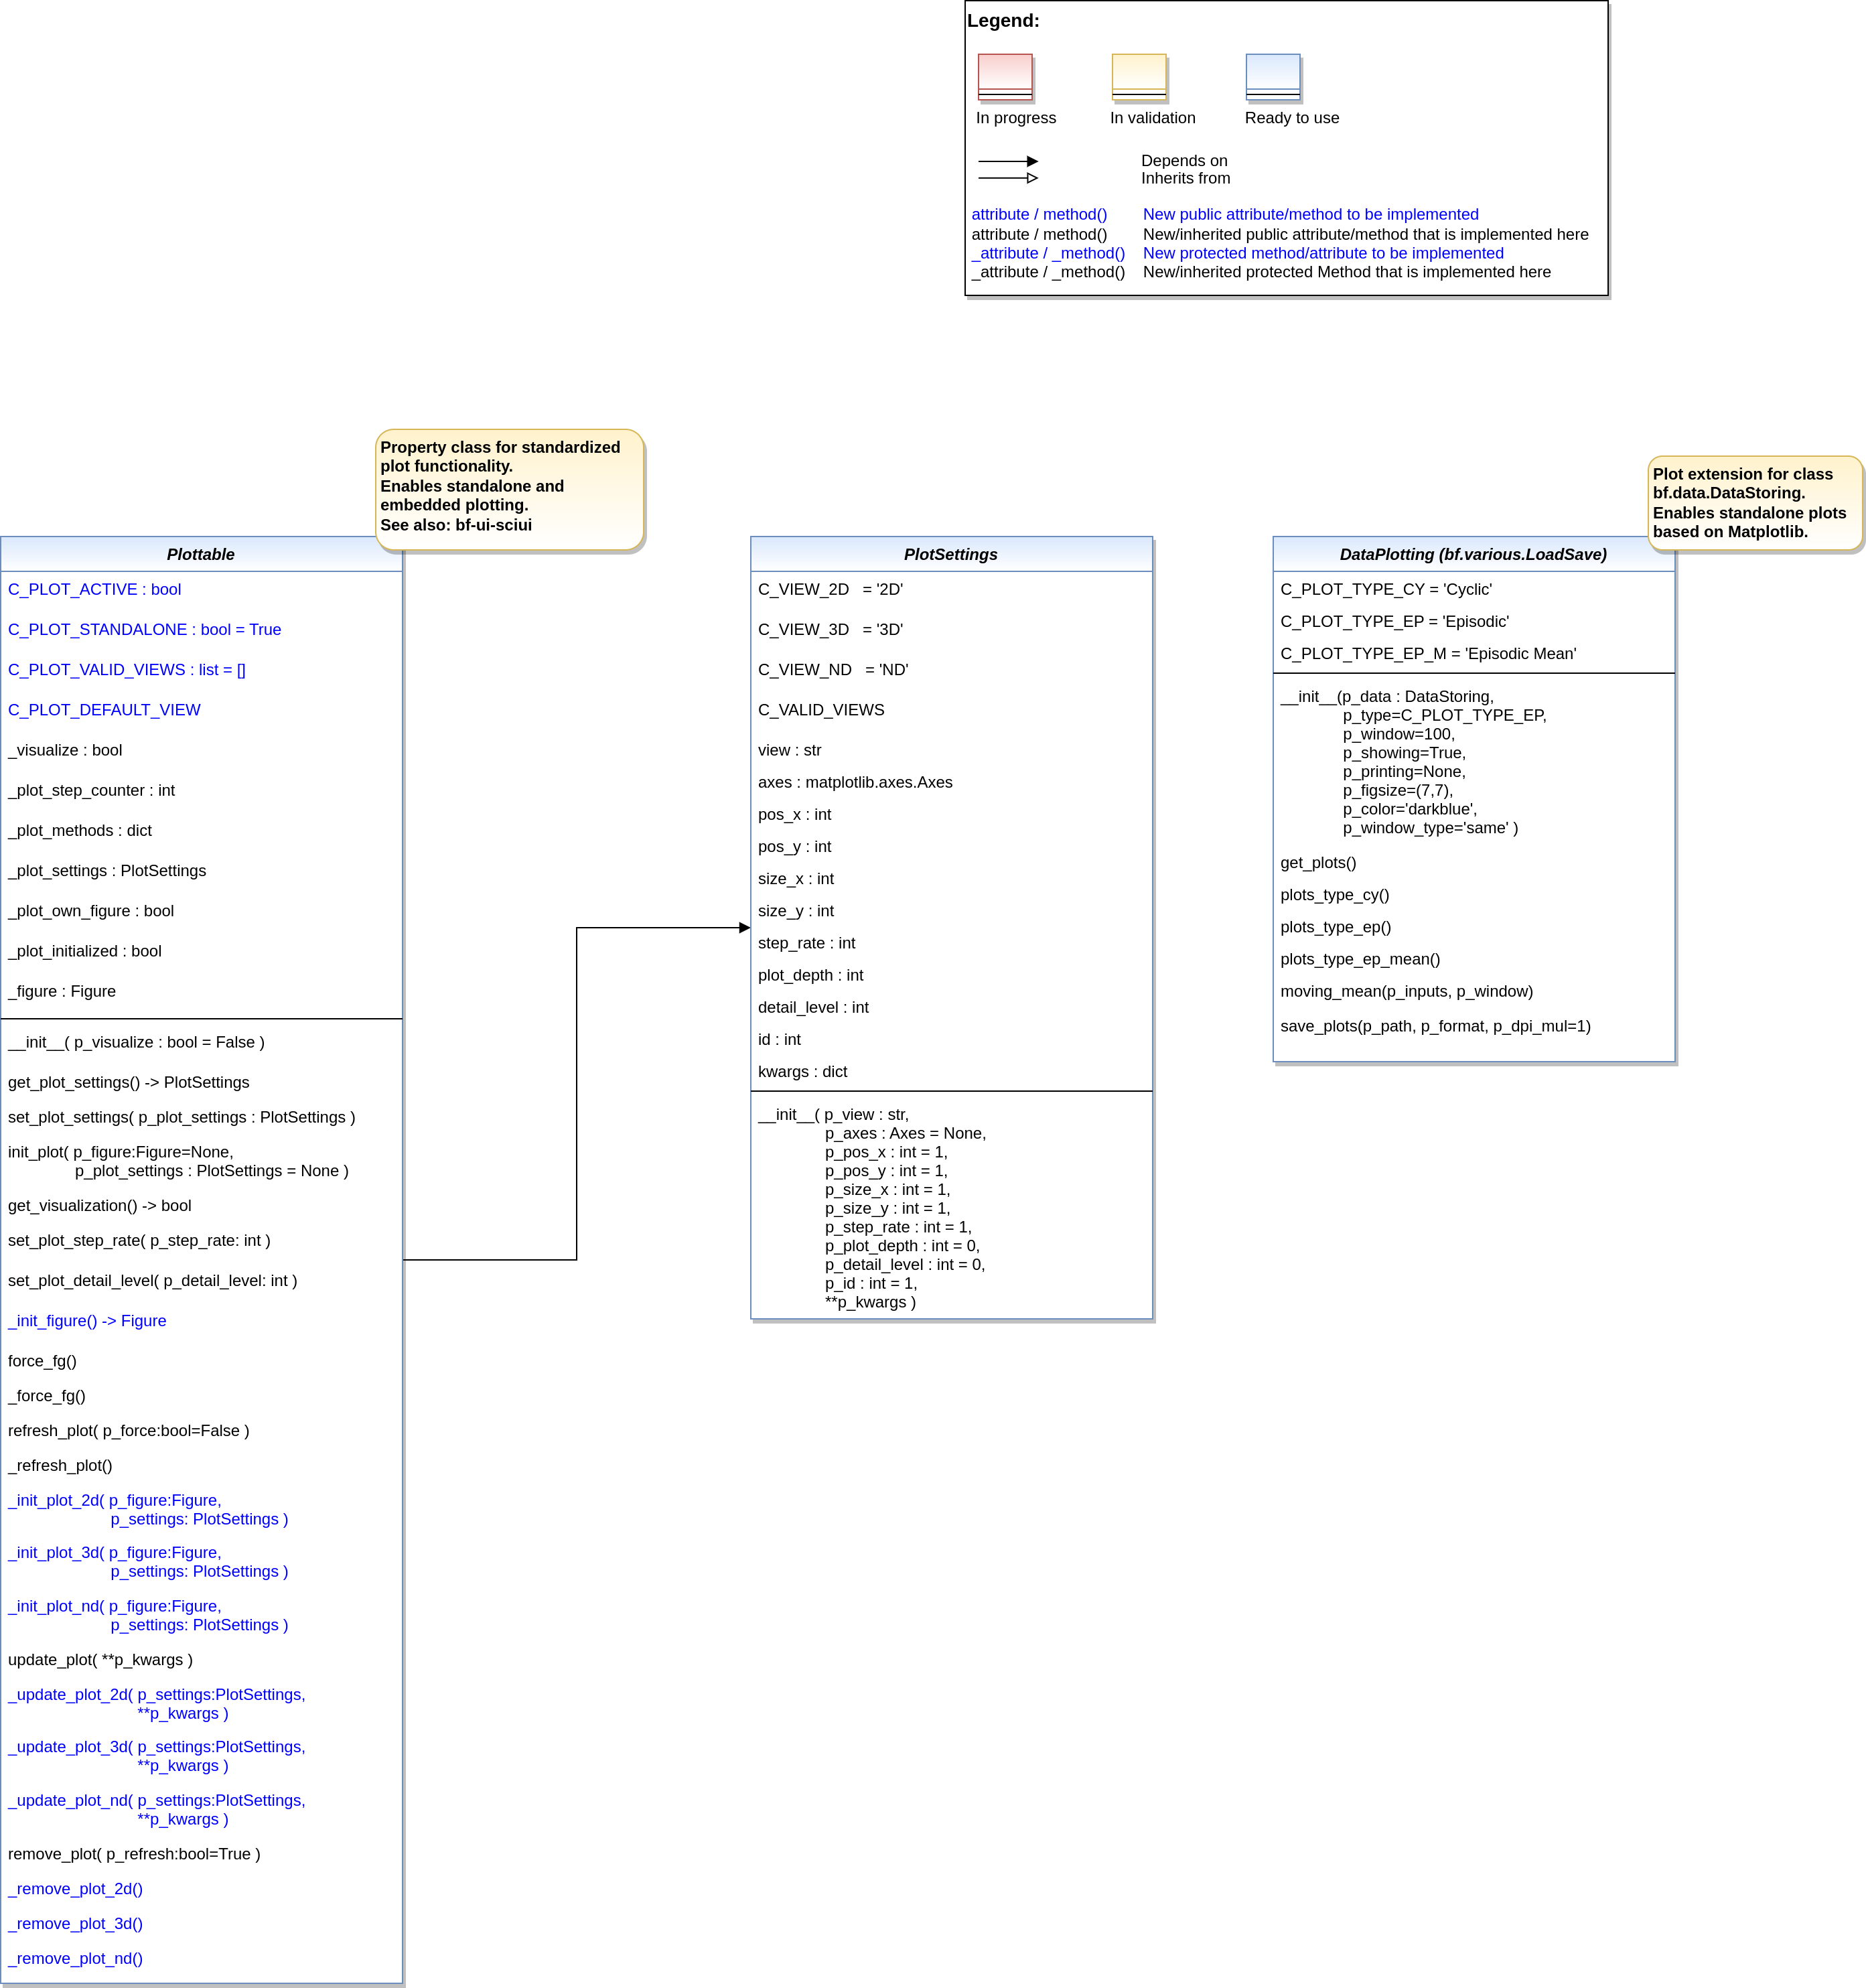 Legend:
In progress
In validation
Ready to use
Depends on
Inherits from
attribute / method() New public attribute/method to be implemented
attribute / method() New/inherited public attribute/method that is implemented here
_attribute / _method() New protected method/attribute to be implemented
_attribute / _method() New/inherited protected Method that is implemented here
Property class for standardized
plot functionality.
Enables standalone and
embedded plotting.
See also: bf-ui-sciui
Plottable
C_PLOT_ACTIVE : bool
C_PLOT_STANDALONE : bool = True
C_PLOT_VALID_VIEWS : list = []
C_PLOT_DEFAULT_VIEW
_visualize : bool
_plot_step_counter : int
_plot_methods : dict
_plot_settings : PlotSettings
_plot_own_figure : bool
_plot_initialized : bool
_figure : Figure
__init__( p_visualize : bool = False )
get_plot_settings() -> PlotSettings
set_plot_settings( p_plot_settings : PlotSettings )
init_plot( p_figure:Figure=None,
p_plot_settings : PlotSettings = None )
get_visualization() -> bool
set_plot_step_rate( p_step_rate: int )
set_plot_detail_level( p_detail_level: int )
_init_figure() -> Figure
force_fg()
_force_fg()
refresh_plot( p_force:bool=False )
_refresh_plot()
_init_plot_2d( p_figure:Figure,
p_settings: PlotSettings )
_init_plot_3d( p_figure:Figure,
p_settings: PlotSettings )
_init_plot_nd( p_figure:Figure,
p_settings: PlotSettings )
update_plot( **p_kwargs )
_update_plot_2d( p_settings:PlotSettings,
**p_kwargs )
_update_plot_3d( p_settings:PlotSettings,
**p_kwargs )
_update_plot_nd( p_settings:PlotSettings,
**p_kwargs )
remove_plot( p_refresh:bool=True )
_remove_plot_2d()
_remove_plot_3d()
_remove_plot_nd()
PlotSettings
C_VIEW_2D = '2D'
C_VIEW_3D = '3D'
C_VIEW_ND = 'ND'
C_VALID_VIEWS
view : str
axes : matplotlib.axes.Axes
pos_x : int
pos_y : int
size_x : int
size_y : int
step_rate : int
plot_depth : int
detail_level : int
id : int
kwargs : dict
__init__( p_view : str,
p_axes : Axes = None,
p_pos_x : int = 1,
p_pos_y : int = 1,
p_size_x : int = 1,
p_size_y : int = 1,
p_step_rate : int = 1,
p_plot_depth : int = 0,
p_detail_level : int = 0,
p_id : int = 1,
**p_kwargs )
Plot extension for class
bf.data.DataStoring.
Enables standalone plots
based on Matplotlib.
DataPlotting (bf.various.LoadSave)
C_PLOT_TYPE_CY = 'Cyclic'
C_PLOT_TYPE_EP = 'Episodic'
C_PLOT_TYPE_EP_M = 'Episodic Mean'
__init__(p_data : DataStoring,
p_type=C_PLOT_TYPE_EP,
p_window=100,
p_showing=True,
p_printing=None,
p_figsize=(7,7),
p_color='darkblue',
p_window_type='same' )
get_plots()
plots_type_cy()
plots_type_ep()
plots_type_ep_mean()
moving_mean(p_inputs, p_window)
save_plots(p_path, p_format, p_dpi_mul=1)